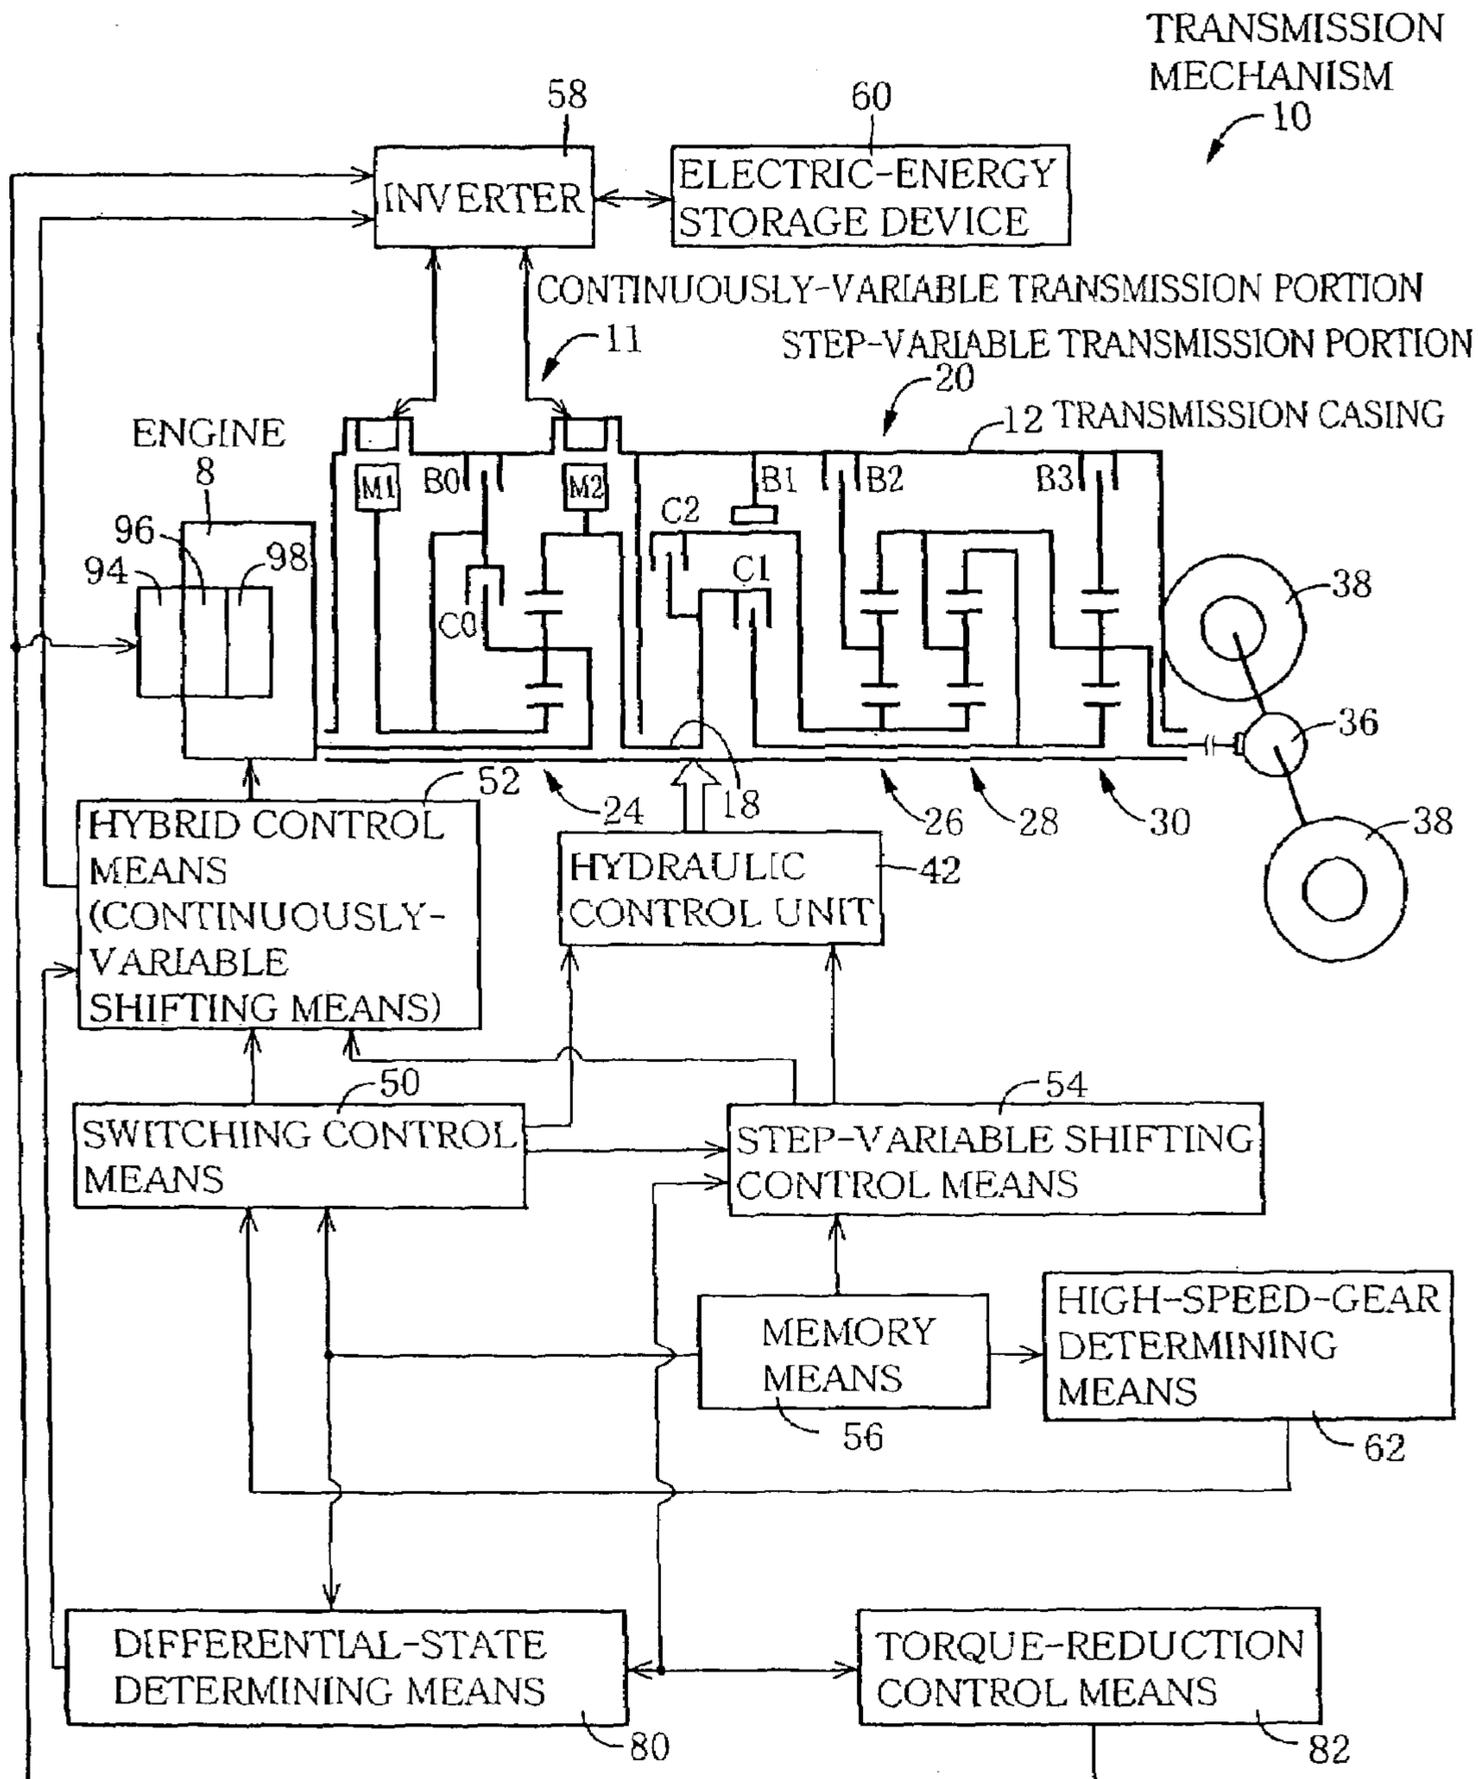 TRANSMISSION
MECHANISM
10
58
60
INVERTER
ELECTRIC-ENERGY
STORAGE DEVICE
CONTINUOUSLY-VARIABLE TRANSMISSION PORTION
11
STEP-VARIABLE TRANSMISSION PORTION
20
12 TRANSMISSION CASING
ENGINE
8
M1
B0
M2
B1
B2
B3
C2
C1
C0
94
96
98
38
36
38
24
18
26
28
30
52
HYBRID CONTROL
MEANS
(CONTINUOUSLY-
VARIABLE
SHIFTING MEANS)
HYDRAULIC
CONTROL UNIT
42
50
SWITCHING CONTROL
MEANS
54
STEP-VARIABLE SHIFTING
CONTROL MEANS
MEMORY
MEANS
56
HIGH-SPEED-GEAR
DETERMINING
MEANS
62
DIFFERENTIAL-STATE
DETERMINING MEANS
80
TORQUE-REDUCTION
CONTROL MEANS
82